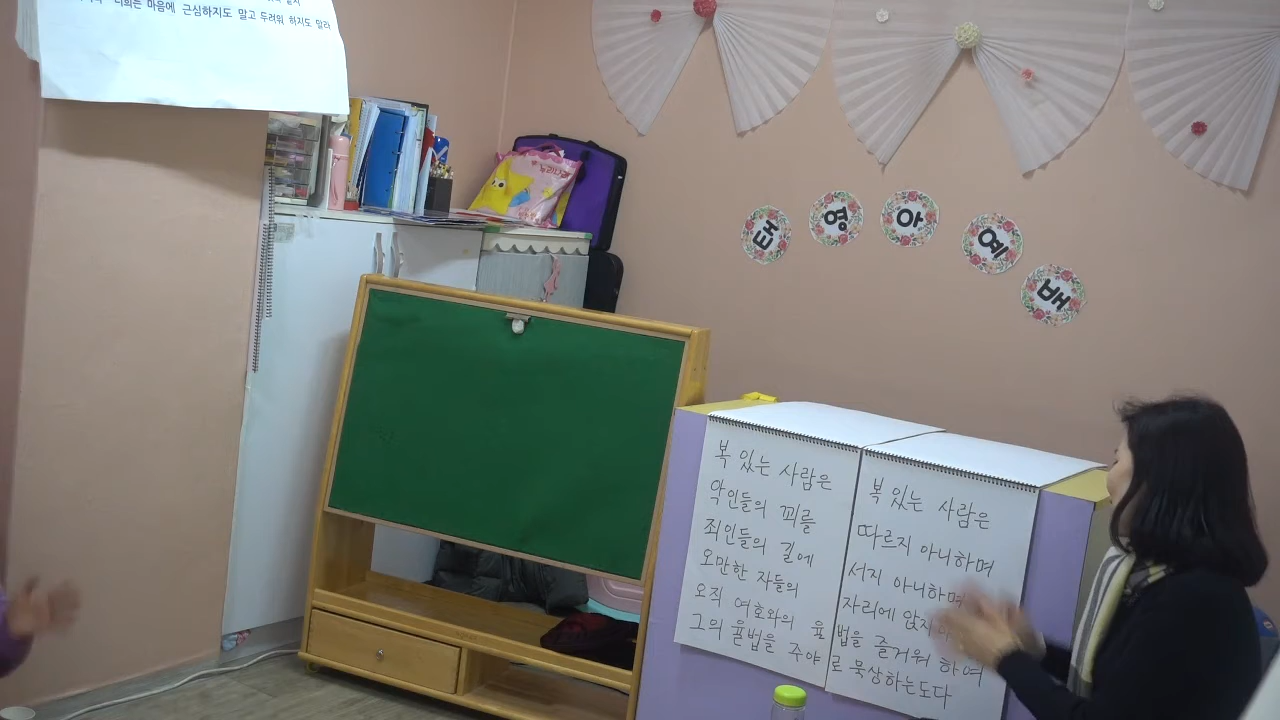 너희는 마음에 근심하지도 말고 두려워 하지도 말라
태영아예배
복 있는 사람은
악인들의 꾀를
죄인들의 길에
오만한 자들의
오직 여호와의 율
그의 율법을 주야
복 있는 사람은
따르지 아니하며
서지 아니하며
자리에 앉지
법을 즐거워 하여
로 묵상하는도다